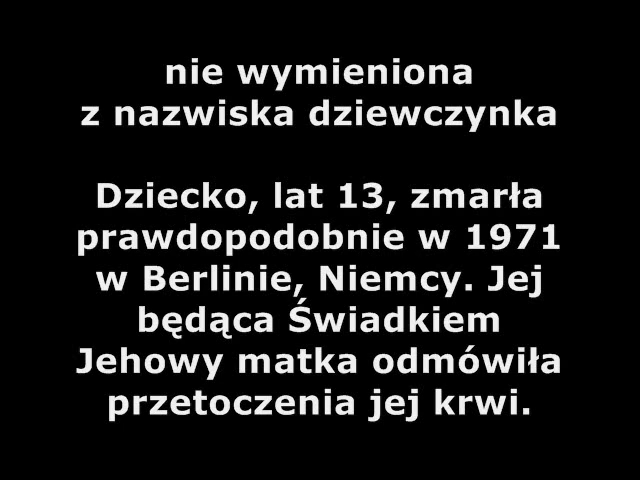 nie wymieniona
z nazwiska dziewczynka
Dziecko, lat 13, zmarła
prawdopodobnie w 1971
w Berlinie, Niemcy. Jej
będąca Świadkiem
Jehowy matka odmówiła
przetoczenia jej krwi.